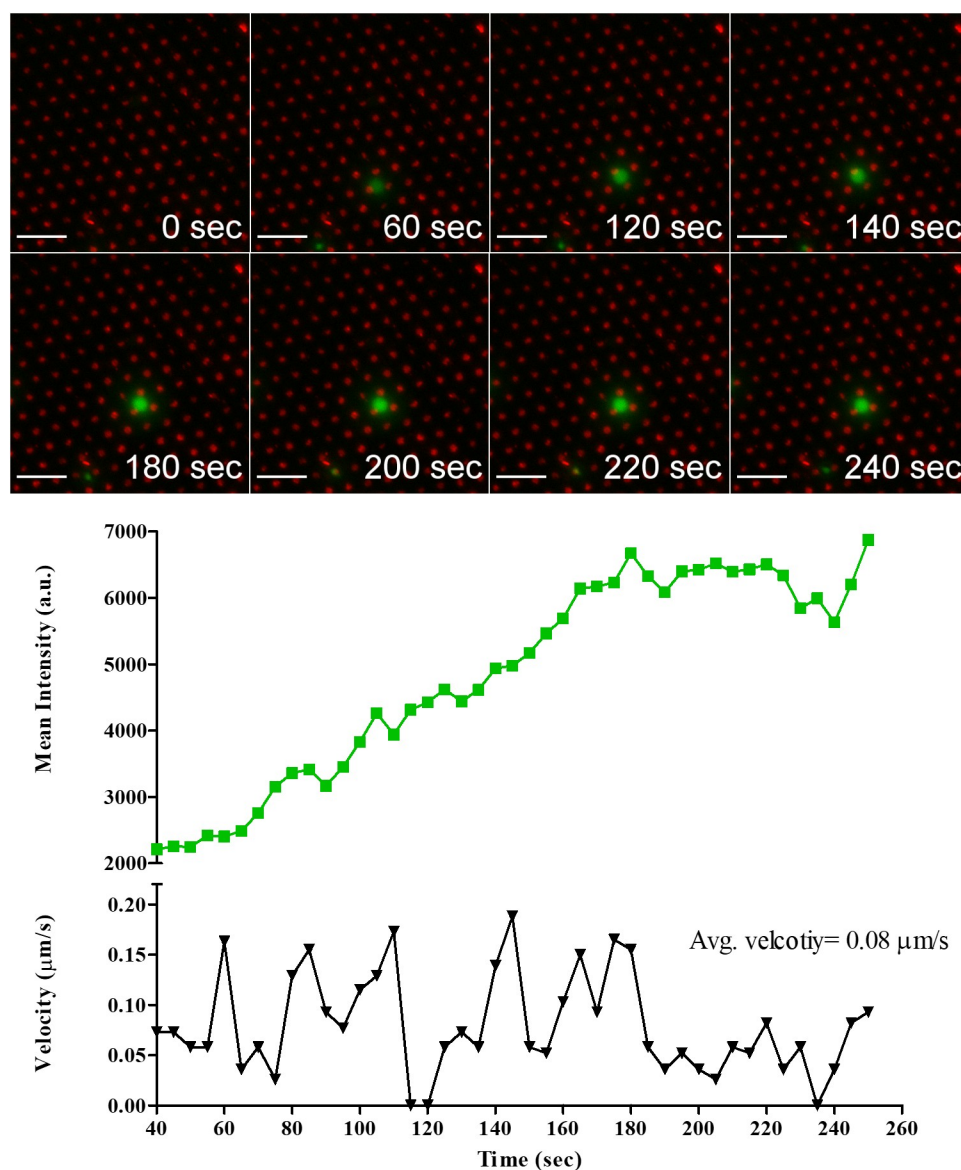 0 sec
60 sec
120 sec
140 sec
180 sec
200 sec
220 sec
240 sec
7000
6000
5000
4000
3000
2000
Mean Intensity (a.u.)
0.20
0.15
0.10
0.05
0.00
Velocity (μm/s)
Avg. velcotiy= 0.08 μm/s
40 60 80 100 120 140 160 180 200 220 240 260
Time (sec)